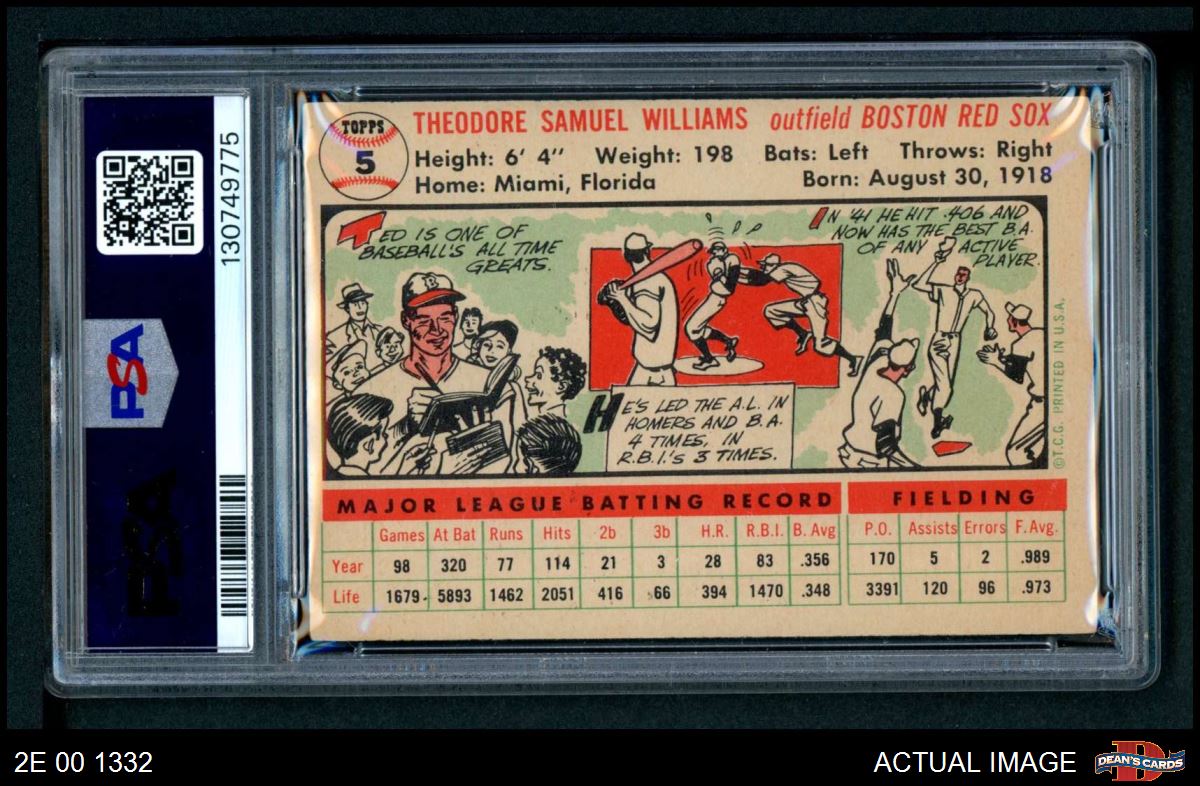 130749775
PSA
PSA
TOPPS
5
THEODORE SAMUEL WILLIAMS outfield BOSTON RED SOX
Height: 6' 4" Weight: 198 Bats: Left Throws: Right
Home: Miami, Florida Born: August 30, 1918
TED IS ONE OF
BASEBALL'S ALL TIME
GREATS.
B
HE'S LED THE A.L. IN
HOMERS AND B.A.
4 TIMES, IN
R.B.I.'S 3 TIMES.
IN '41 HE HIT .406 AND
NOW HAS THE BEST B.A.
OF ANY ACTIVE
PLAYER.
©T.C.G. PRINTED IN U.S.A.
MAJOR LEAGUE BATTING RECORD FIELDING
Games At Bat Runs Hits 2b 3b H.R. R.B.I. B. Avg P.O. Assists Errors F. Avg.
Year 98 320 77 114 21 3 28 83 .356 170 5 2 .989
Life 1679 5893 1462 2051 416 66 394 1470 .348 3391 120 96 .973
2E 00 1332
ACTUAL IMAGE
D
DEAN'S CARDS